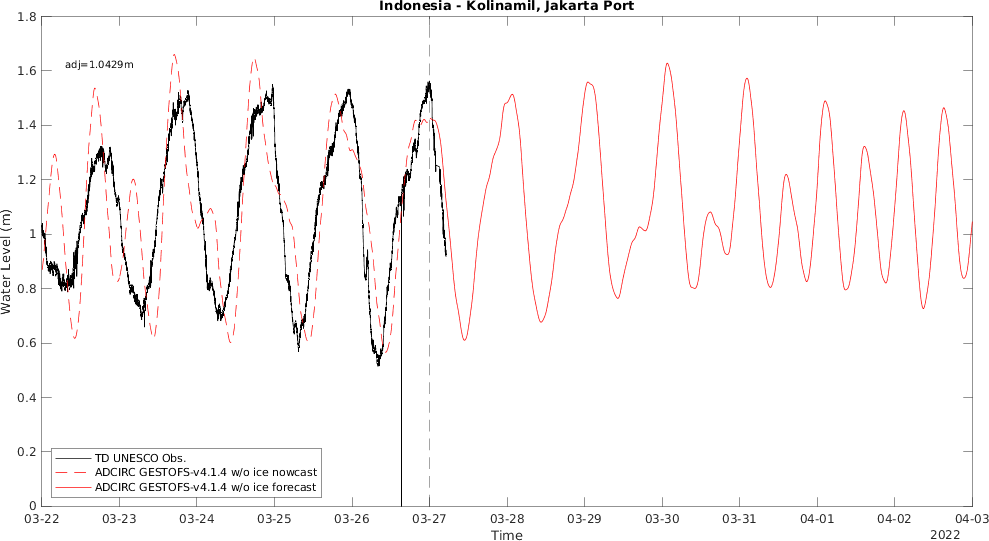 Indonesia - Kolinamil, Jakarta Port
1.8
1.6
1.4
1.2
1
0.8
0.6
0.4
0.2
0
Water Level (m)
adj=1.0429m
TD UNESCO Obs.
ADCIRC GESTOFS-v4.1.4 w/o ice nowcast
ADCIRC GESTOFS-v4.1.4 w/o ice forecast
03-22 03-23 03-24 03-25 03-26 03-27 03-28 03-29 03-30 03-31 04-01 04-02 04-03
Time
2022